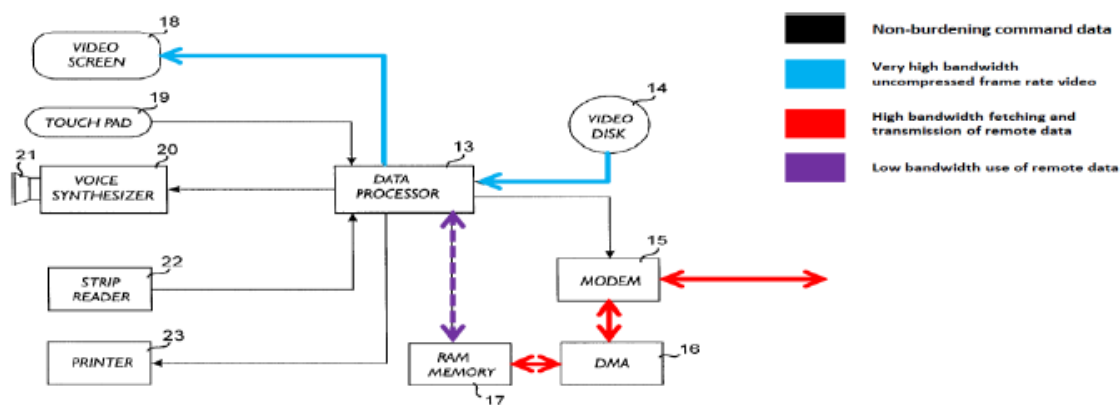 18
VIDEO
SCREEN
19
TOUCH PAD
21
20
VOICE
SYNTHESIZER
22
STRIP
READER
23
PRINTER
13
DATA
PROCESSOR
14
VIDEO
DISK
15
MODEM
16
DMA
RAM
MEMORY
17
Non-burdening command data
Very high bandwidth
uncompressed frame rate video
High bandwidth fetching and
transmission of remote data
Low bandwidth use of remote data